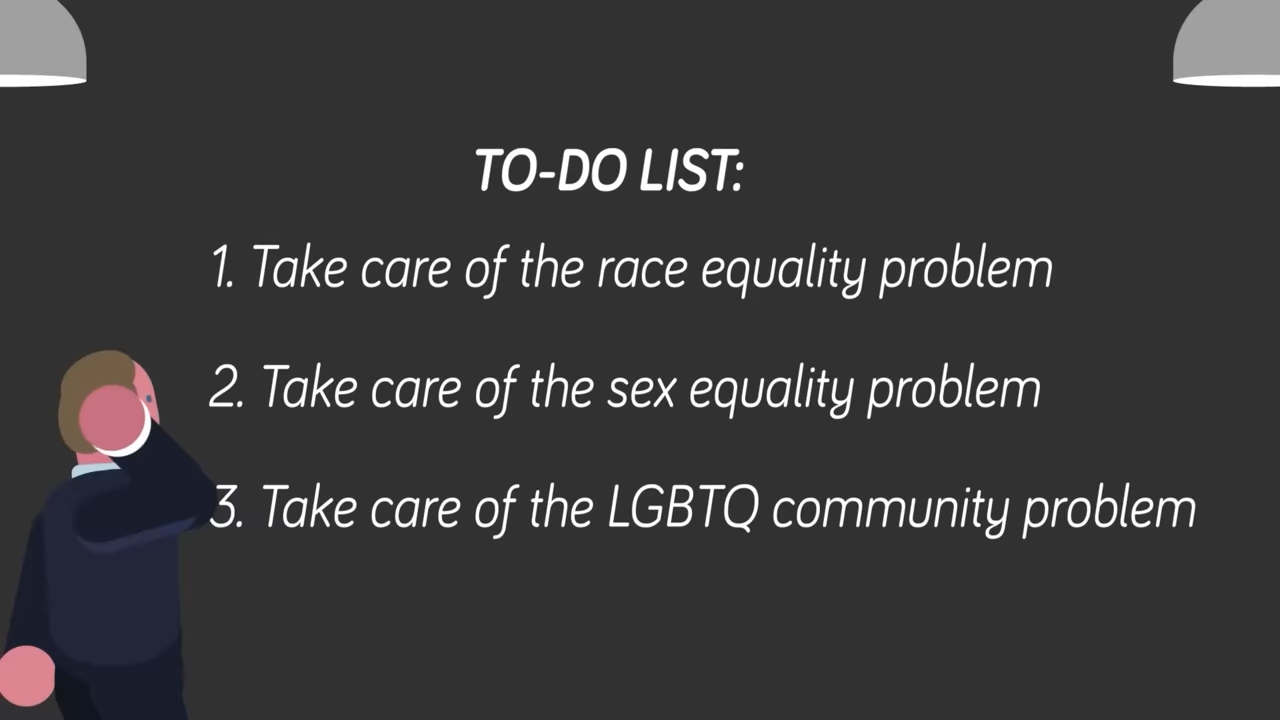 TO-DO LIST:
1. Take care of the race equality problem
2. Take care of the sex equality problem
3. Take care of the LGBTQ community problem